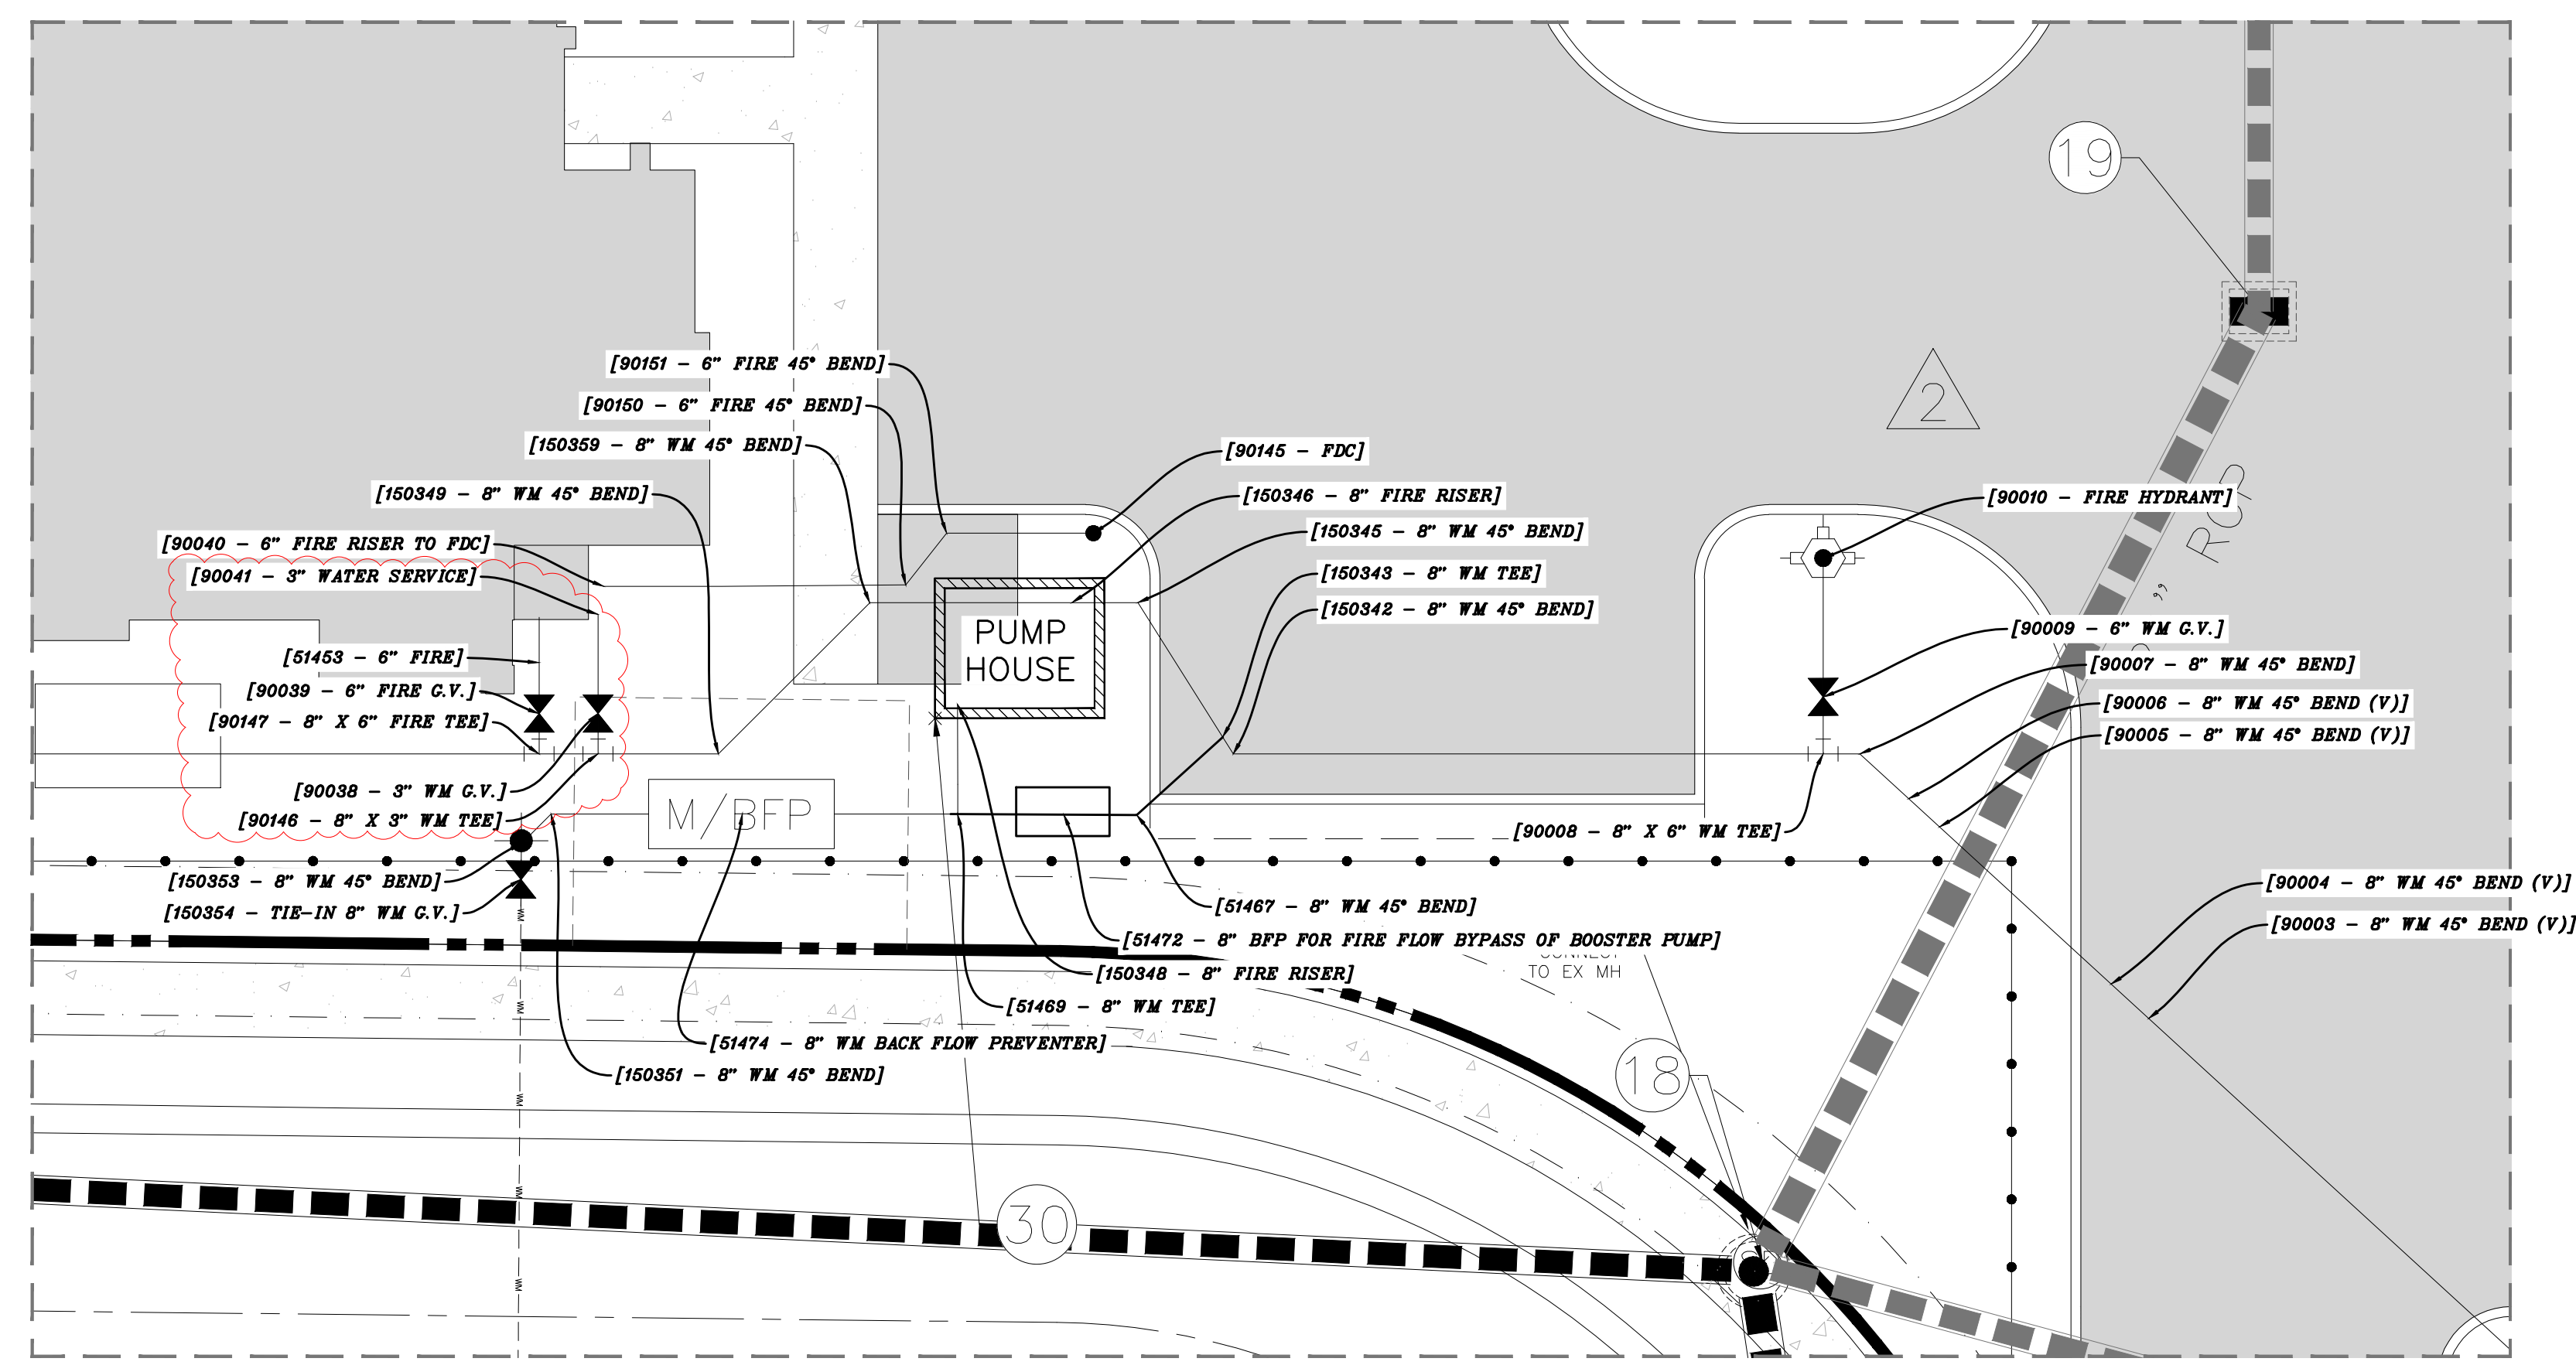 19
[90151 - 6” FIRE 45° BEND]
2
[90150 - 6” FIRE 45° BEND]
[150359 - 8” WM 45° BEND]
[90145 - FDC]
[150349 - 8” WM 45° BEND]
[150346 - 8” FIRE RISER]
[90010 - FIRE HYDRANT]
[150345 - 8” WM 45° BEND]
[90040 - 6” FIRE RISER TO FDC]
[90041 - 3” WATER SERVICE]
[150343 - 8” WM TEE]
[150342 - 8” WM 45° BEND]
PUMP
HOUSE
[90009 - 6” WM G.V.]
[51453 - 6” FIRE]
[90007 - 8” WM 45° BEND]
[90039 - 6” FIRE G.V.]
[90006 - 8” WM 45° BEND (V)]
[90147 - 8” X 6” FIRE TEE]
[90005 - 8” WM 45° BEND (V)]
[90038 - 3” WM G.V.]
[90146 - 8” X 3” WM TEE]
M/BFP
[90008 - 8” X 6” WM TEE]
[150353 - 8” WM 45° BEND]
[90004 - 8” WM 45° BEND (V)]
[150354 - TIE-IN 8” WM G.V.]
[51467 - 8” WM 45° BEND]
[90003 - 8” WM 45° BEND (V)]
[51472 - 8” BFP FOR FIRE FLOW BYPASS OF BOOSTER PUMP]
TO EX MH
[150348 - 8” FIRE RISER]
[51469 - 8” WM TEE]
[51474 - 8” WM BACK FLOW PREVENTER]
[150351 - 8” WM 45° BEND]
18
30
WM
WM
WM
WM
WM